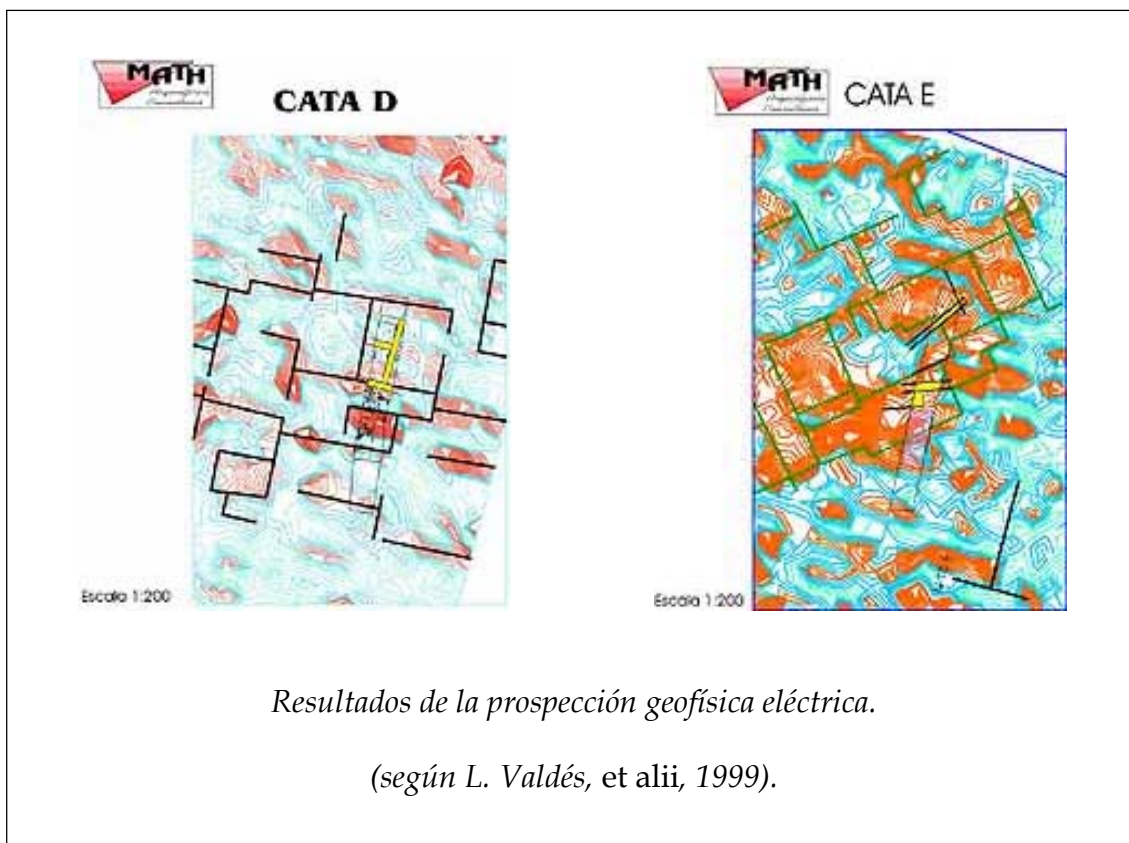 MATH
CATA D
Escala 1:200
MATH
CATA E
Escala 1:200
Resultados de la prospección geofísica eléctrica.
(según L. Valdés, et alii, 1999).